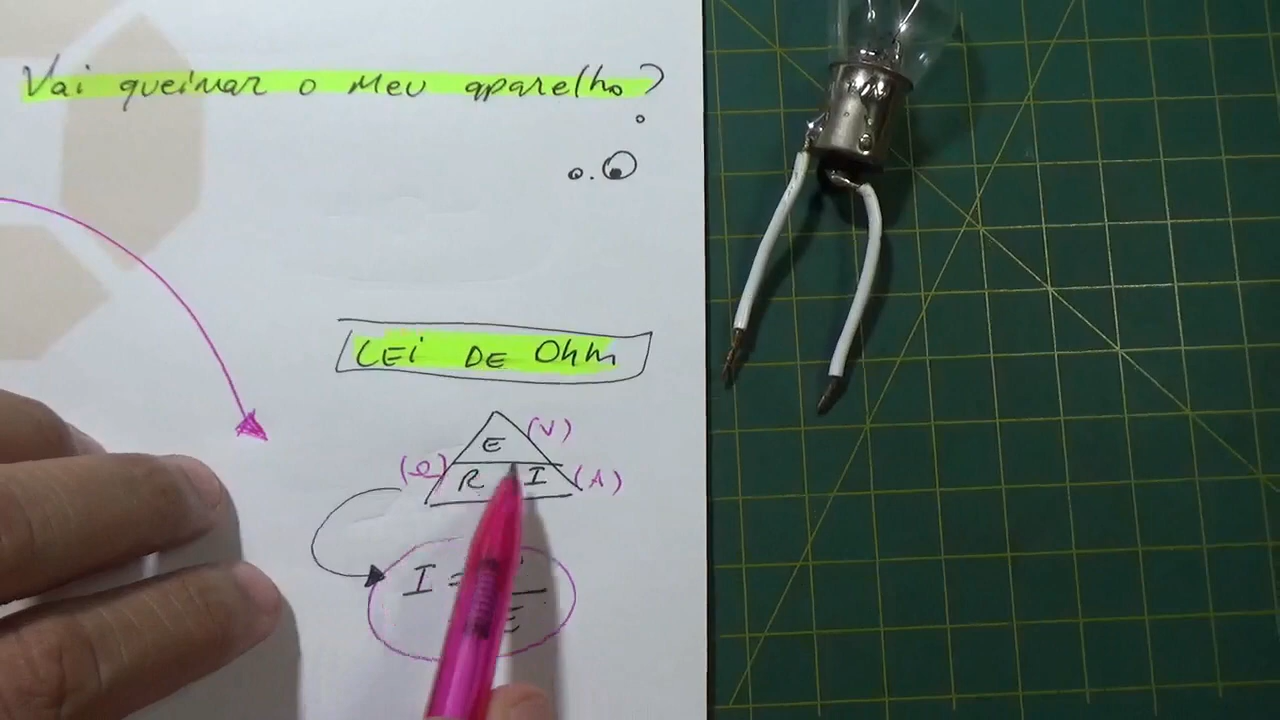 Vai queimar o meu aparelho?
LEi DE Ohm
E (V)
(Ω) R I (A)
I =
E